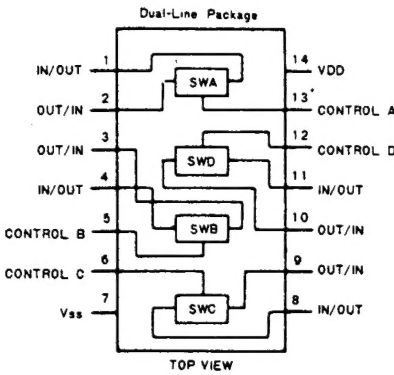 Dual-Line Package
1
IN/OUT
2
OUT/IN
3
OUT/IN
4
IN/OUT
5
CONTROL B
6
CONTROL C
7
Vss
SWA
SWD
SWB
SWC
14
VDD
13
CONTROL A
12
CONTROL D
11
IN/OUT
10
OUT/IN
9
OUT/IN
8
IN/OUT
TOP VIEW